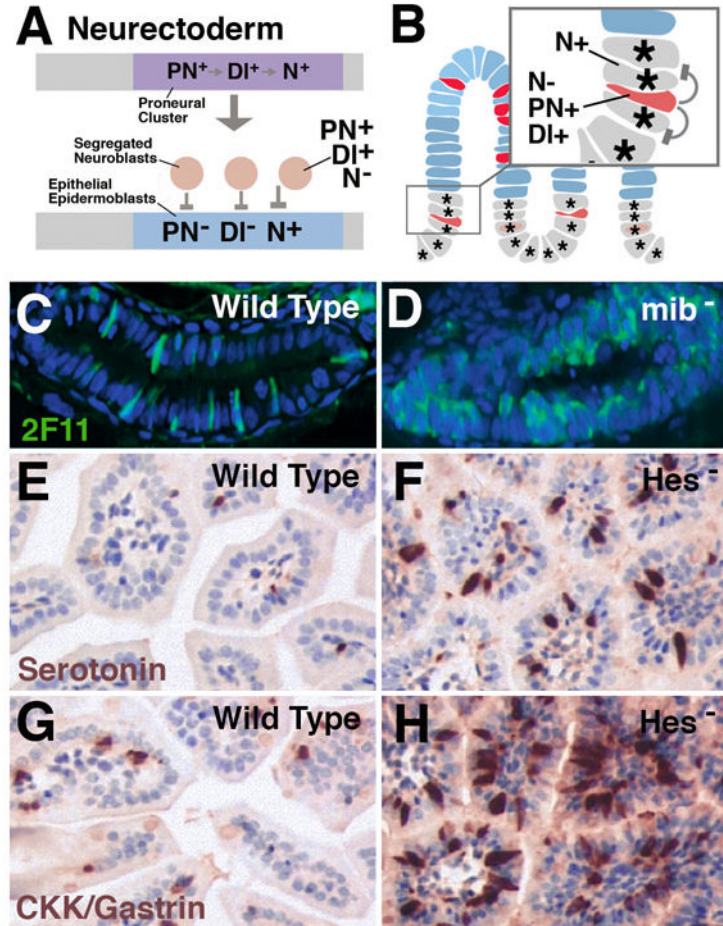 A Neurectoderm
PN+ → Dl+ → N+
Proneural
Cluster
Segregated
Neuroblasts
PN+
Dl+
N-
Epithelial
Epidermoblasts
PN- Dl- N+
B
N+
N-
PN+
Dl+
-
C Wild Type
2F11
D mib -
E Wild Type
Serotonin
F Hes -
G Wild Type
CKK/Gastrin
H Hes -